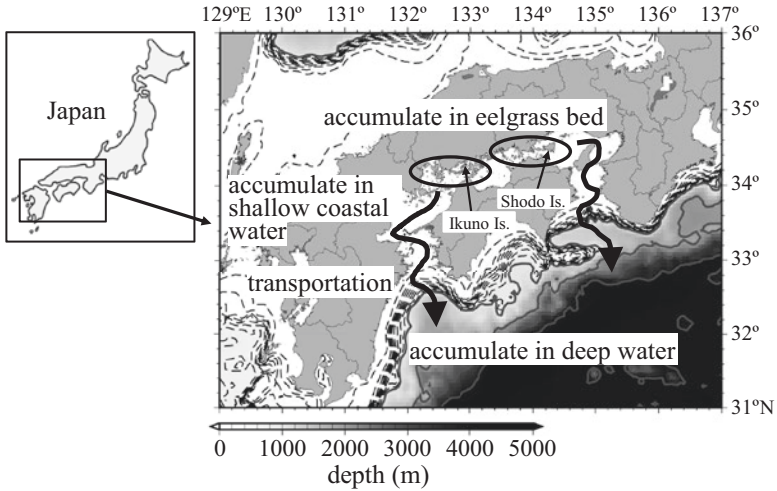 129ºE 130º 131º 132º 133º 134º 135º 136º 137º
36º
Japan
35º
accumulate in eelgrass bed
34º
accumulate in
shallow coastal
water
Shodo Is.
Ikuno Is.
33º
transportation
32º
accumulate in deep water
31ºN
0 1000 2000 3000 4000 5000
depth (m)